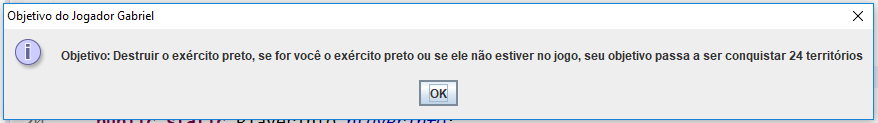 Objetivo do Jogador Gabriel
Objetivo: Destruir o exército preto, se for você o exército preto ou se ele não estiver no jogo, seu objetivo passa a ser conquistar 24 territórios
OK